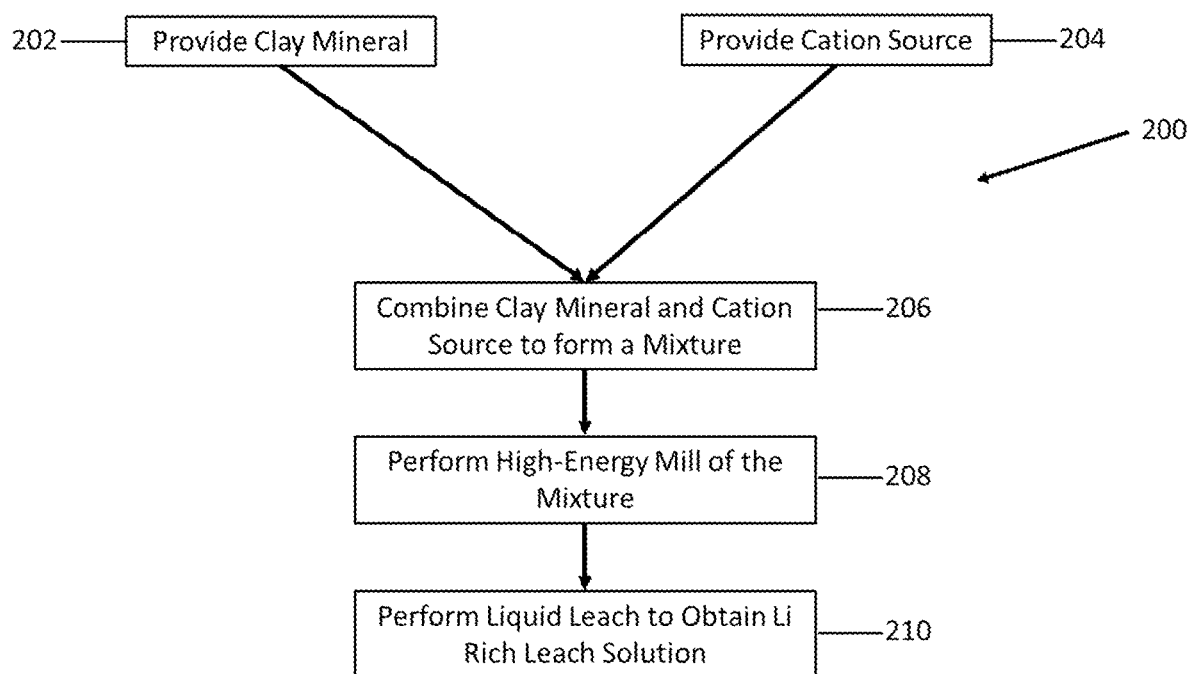 202 Provide Clay Mineral
Provide Cation Source 204
200
Combine Clay Mineral and Cation 206
Source to form a Mixture
Perform High-Energy Mill of the 208
Mixture
Perform Liquid Leach to Obtain Li 210
Rich Leach Solution